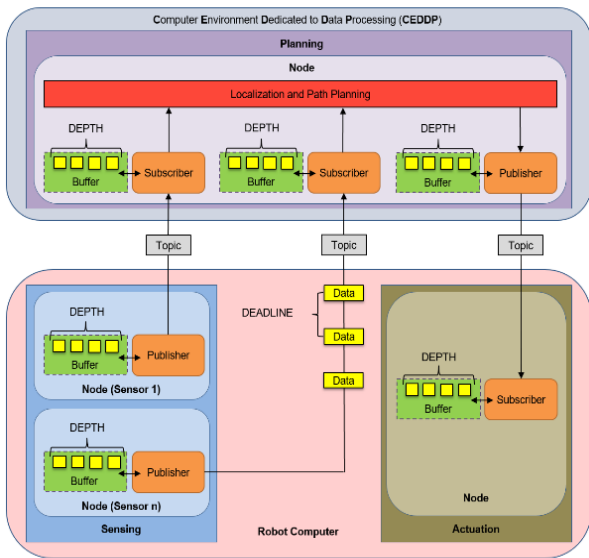 Computer Environment Dedicated to Data Processing (CEDDP)
Planning
Node
Localization and Path Planning
DEPTH
DEPTH
DEPTH
Buffer
Subscriber
Buffer
Subscriber
Buffer
Publisher
Topic
Topic
Topic
DEPTH
Buffer
Publisher
Node (Sensor 1)
DEPTH
Buffer
Publisher
Node (Sensor n)
Sensing
DEADLINE
Data
Data
Data
Robot Computer
DEPTH
Buffer
Subscriber
Node
Actuation